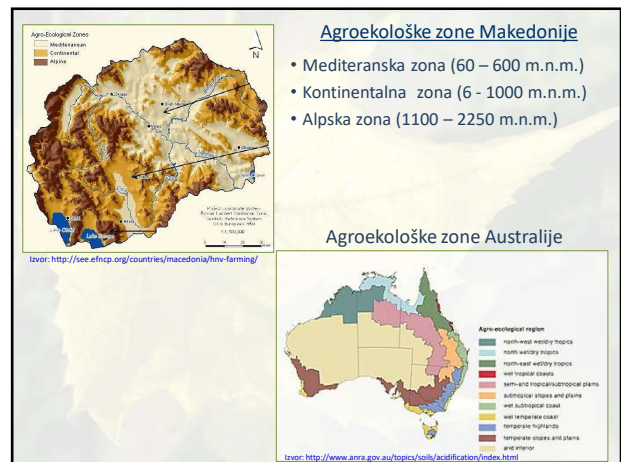 Agroekološke zone Makedonije
• Mediteranska zona (60 – 600 m.n.m.)
• Kontinentalna zona (6 - 1000 m.n.m.)
• Alpska zona (1100 – 2250 m.n.m.)
Agro-Ecological Zones
Mediterranean
Continental
Alpine
N
Izvor: http://see.efncp.org/countries/macedonia/hnv-farming/
Agroekološke zone Australije
Agro-ecological region
north-west wet/dry tropics
north wet/dry tropics
north-east wet/dry tropics
wet tropical coasts
semi-arid tropical/subtropical plains
subtropical slopes and plains
wet subtropical coast
wet temperate coast
temperate highlands
temperate slopes and plains
arid interior
Izvor: http://www.anra.gov.au/topics/soils/acidification/index.html